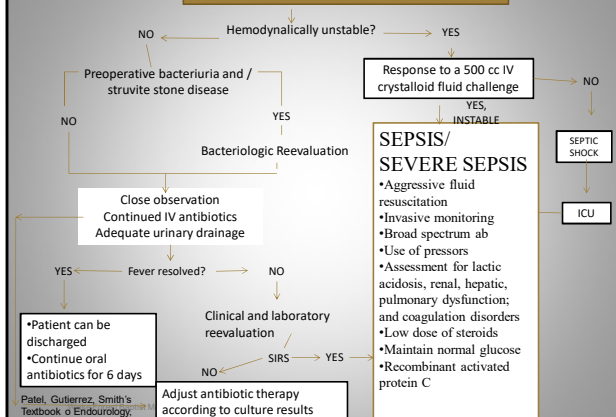 Hemodynalically unstable?
NO
YES
Preoperative bacteriuria and /
struvite stone disease
Response to a 500 cc IV
crystalloid fluid challenge
NO
YES,
INSTABLE
NO
YES
Bacteriologic Reevaluation
SEPTIC
SHOCK
ICU
SEPSIS/
SEVERE SEPSIS
•Aggressive fluid
resuscitation
•Invasive monitoring
•Broad spectrum ab
•Use of pressors
•Assessment for lactic
acidosis, renal, hepatic,
pulmonary dysfunction;
and coagulation disorders
•Low dose of steroids
•Maintain normal glucose
•Recombinant activated
protein C
Close observation
Continued IV antibiotics
Adequate urinary drainage
YES
Fever resolved?
NO
•Patient can be
discharged
•Continue oral
antibiotics for 6 days
Clinical and laboratory
reevaluation
NO
SIRS
YES
Adjust antibiotic therapy
according to culture results
Patel, Gutierrez, Smith's
Textbook o Endourology,